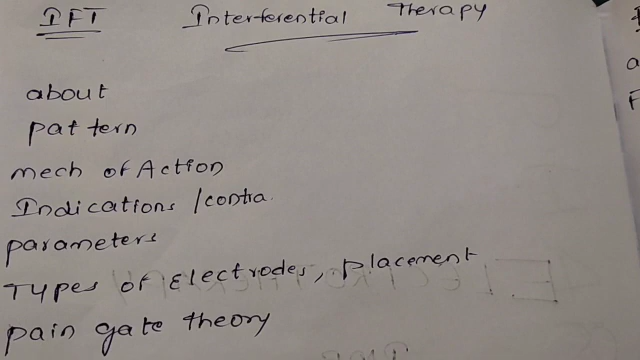 IFT Interferential Therapy
about
pattern
mech of Action
Indications / contra.
parameters
Types of Electrodes, placement
pain gate theory